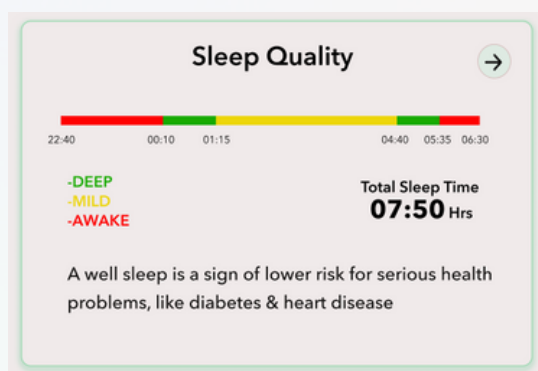 Sleep Quality
22:40 00:10 01:15 04:40 05:35 06:30
-DEEP
-MILD
-AWAKE
Total Sleep Time
07:50 Hrs
A well sleep is a sign of lower risk for serious health
problems, like diabetes & heart disease